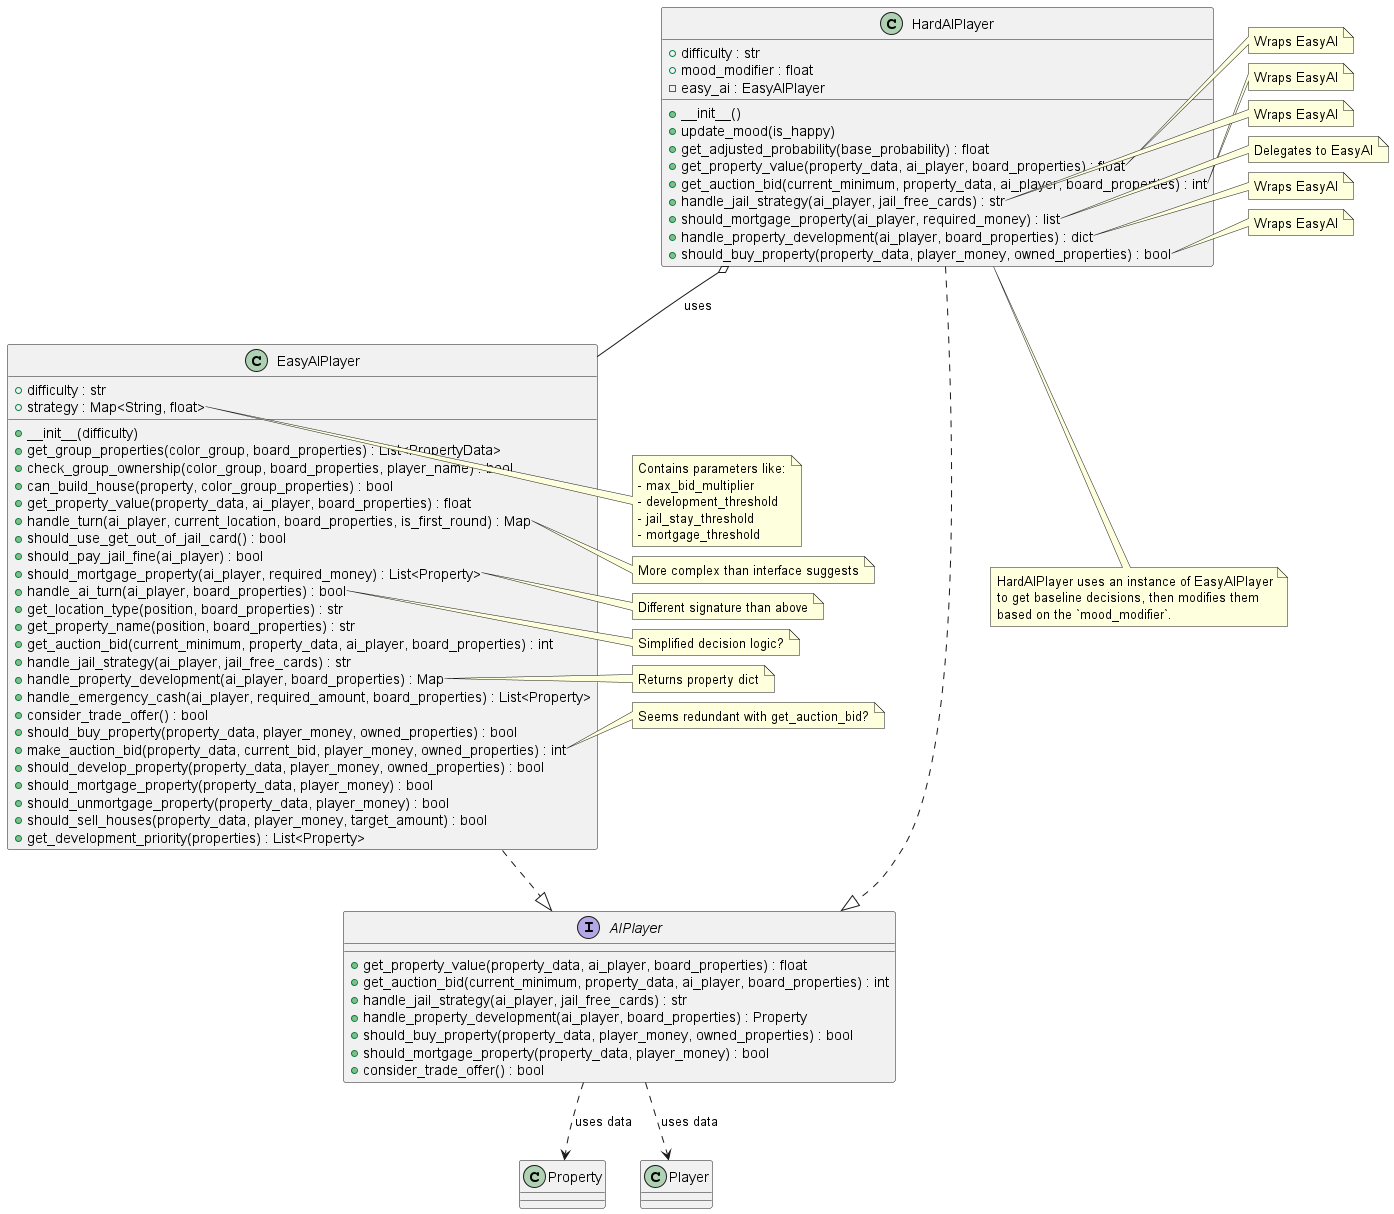 C HardAIPlayer
difficulty : str
mood_modifier : float
easy_ai : EasyAIPlayer
__init__()
update_mood(is_happy)
get_adjusted_probability(base_probability) : float
get_property_value(property_data, ai_player, board_properties) : float
get_auction_bid(current_minimum, property_data, ai_player, board_properties) : int
handle_jail_strategy(ai_player, jail_free_cards) : str
should_mortgage_property(ai_player, required_money) : list
handle_property_development(ai_player, board_properties) : dict
should_buy_property(property_data, player_money, owned_properties) : bool
Wraps EasyAI
Wraps EasyAI
Wraps EasyAI
Delegates to EasyAI
Wraps EasyAI
Wraps EasyAI
uses
C EasyAIPlayer
difficulty : str
strategy : Map<String, float>
__init__(difficulty)
get_group_properties(color_group, board_properties) : List<PropertyData>
check_group_ownership(color_group, board_properties, player_name) : bool
can_build_house(property, color_group_properties) : bool
get_property_value(property_data, ai_player, board_properties) : float
handle_turn(ai_player, current_location, board_properties, is_first_round) : Map
should_use_get_out_of_jail_card() : bool
should_pay_jail_fine(ai_player) : bool
should_mortgage_property(ai_player, required_money) : List<Property>
handle_ai_turn(ai_player, board_properties) : bool
get_location_type(position, board_properties) : str
get_property_name(position, board_properties) : str
get_auction_bid(current_minimum, property_data, ai_player, board_properties) : int
handle_jail_strategy(ai_player, jail_free_cards) : str
handle_property_development(ai_player, board_properties) : Map
handle_emergency_cash(ai_player, required_amount, board_properties) : List<Property>
consider_trade_offer() : bool
should_buy_property(property_data, player_money, owned_properties) : bool
make_auction_bid(property_data, current_bid, player_money, owned_properties) : int
should_develop_property(property_data, player_money, owned_properties) : bool
should_mortgage_property(property_data, player_money) : bool
should_unmortgage_property(property_data, player_money) : bool
should_sell_houses(property_data, player_money, target_amount) : bool
get_development_priority(properties) : List<Property>
Contains parameters like:
- max_bid_multiplier
- development_threshold
- jail_stay_threshold
- mortgage_threshold
More complex than interface suggests
Different signature than above
Simplified decision logic?
Returns property dict
Seems redundant with get_auction_bid?
HardAIPlayer uses an instance of EasyAIPlayer
to get baseline decisions, then modifies them
based on the `mood_modifier`.
I AIPlayer
get_property_value(property_data, ai_player, board_properties) : float
get_auction_bid(current_minimum, property_data, ai_player, board_properties) : int
handle_jail_strategy(ai_player, jail_free_cards) : str
handle_property_development(ai_player, board_properties) : Property
should_buy_property(property_data, player_money, owned_properties) : bool
should_mortgage_property(property_data, player_money) : bool
consider_trade_offer() : bool
uses data
uses data
C Property
C Player